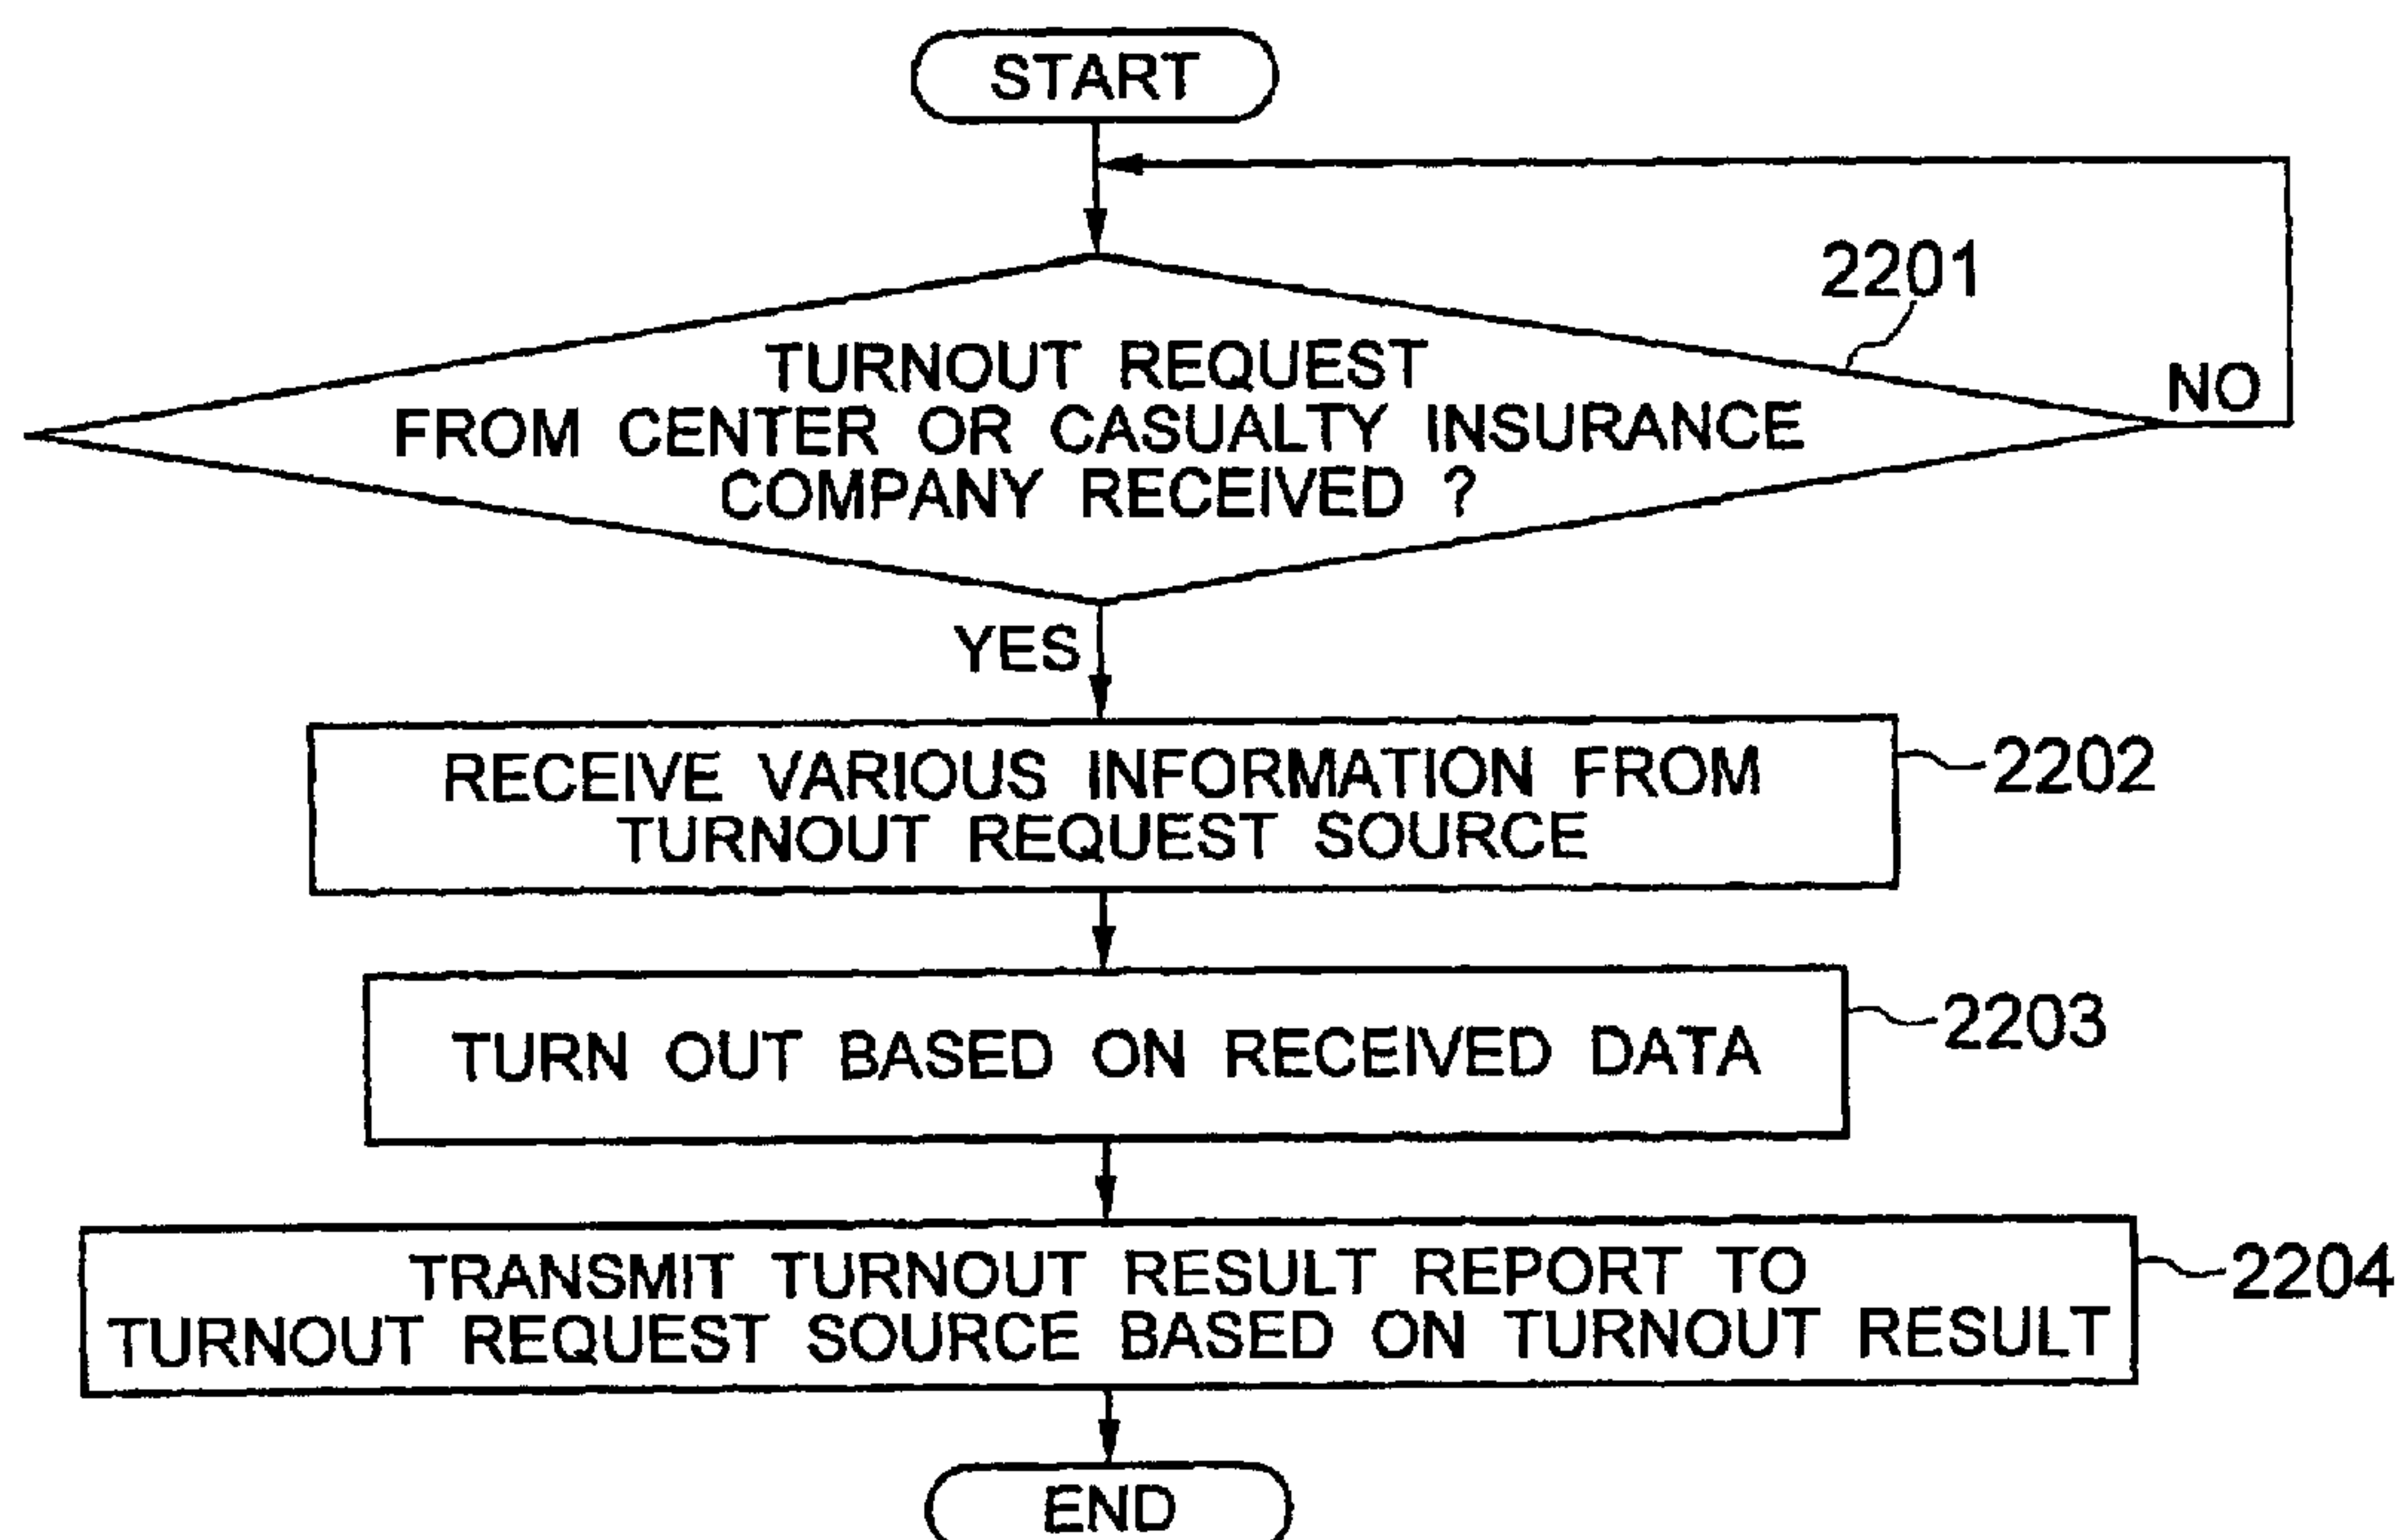 START
2201
TURNOUT REQUEST
FROM CENTER OR CASUALTY INSURANCE
COMPANY RECEIVED ?
NO
YES
RECEIVE VARIOUS INFORMATION FROM
TURNOUT REQUEST SOURCE
2202
TURN OUT BASED ON RECEIVED DATA
2203
TRANSMIT TURNOUT RESULT REPORT TO
TURNOUT REQUEST SOURCE BASED ON TURNOUT RESULT
2204
END